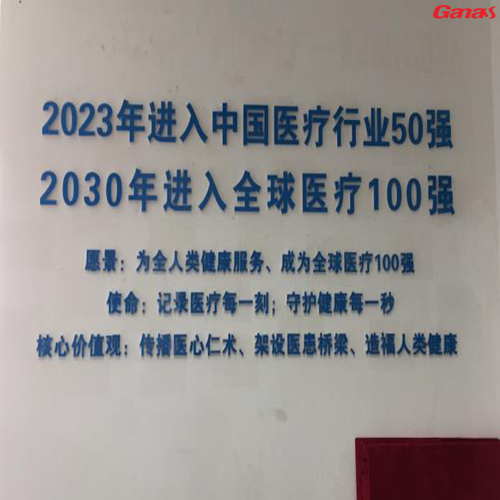 Ganas
2023年进入中国医疗行业50强
2030年进入全球医疗100强
愿景：为全人类健康服务、成为全球医疗100强
使命：记录医疗每一刻；守护健康每一秒
核心价值观：传播医心仁术、架设医患桥梁、造福人类健康